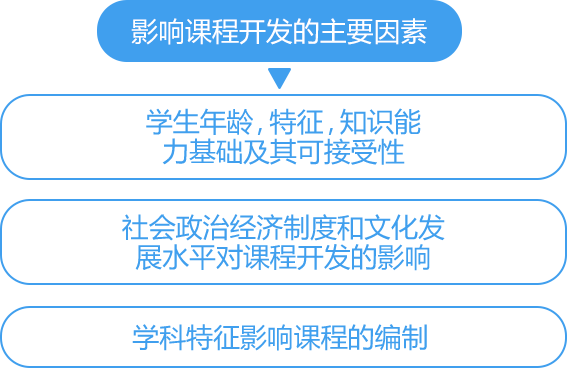 影响课程开发的主要因素
学生年龄,特征,知识能
力基础及其可接受性
社会政治经济制度和文化发
展水平对课程开发的影响
学科特征影响课程的编制